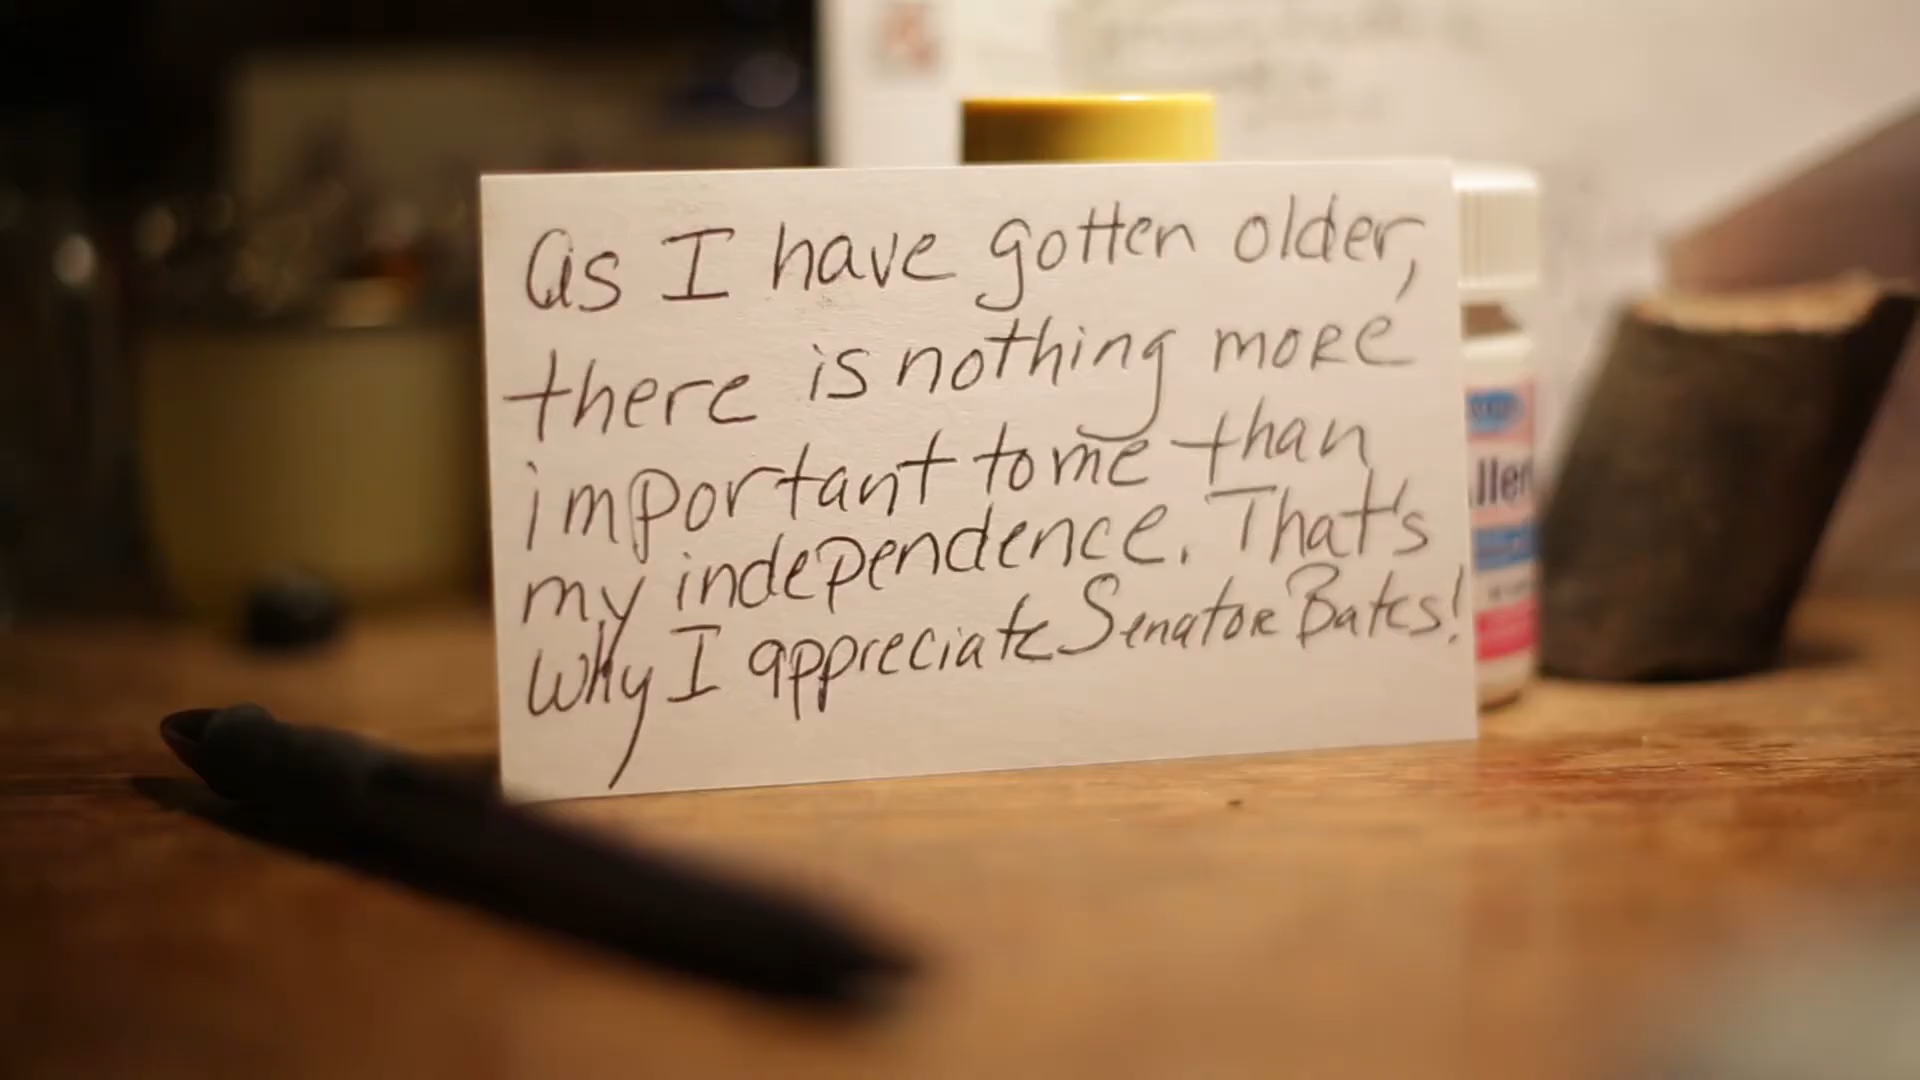 As I have gotten older,
there is nothing more
important to me than
my independence. That's
why I appreciate Senator Bates!